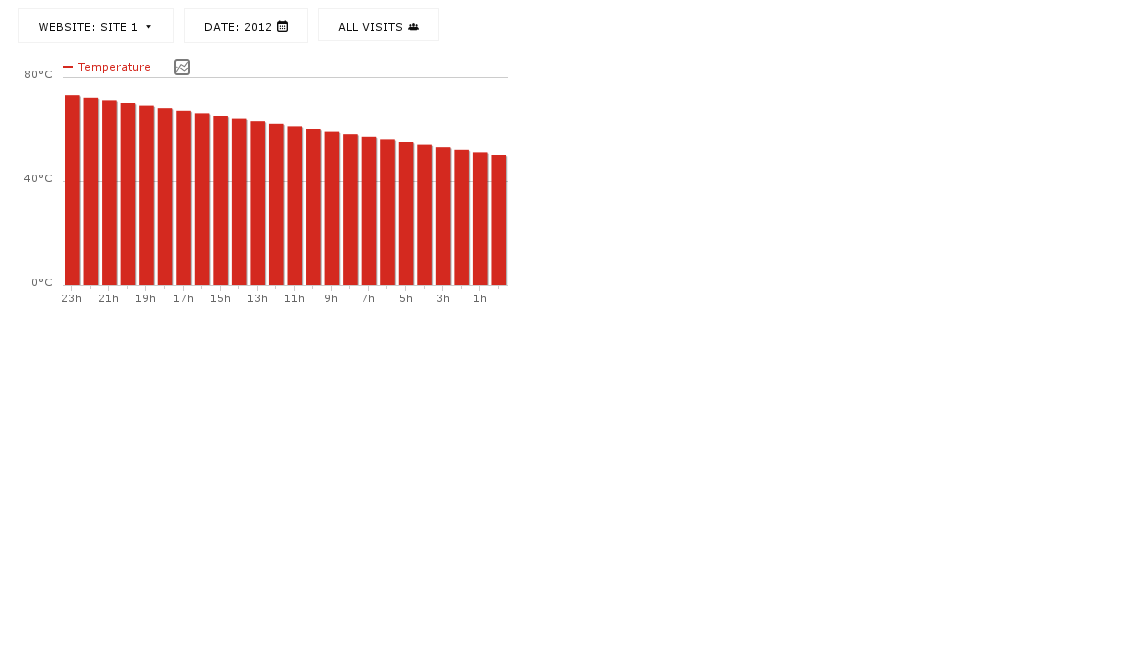 WEBSITE: SITE 1 DATE: 2012 ALL VISITS
Temperature
80°C
40°C
0°C
23h 21h 19h 17h 15h 13h 11h 9h 7h 5h 3h 1h